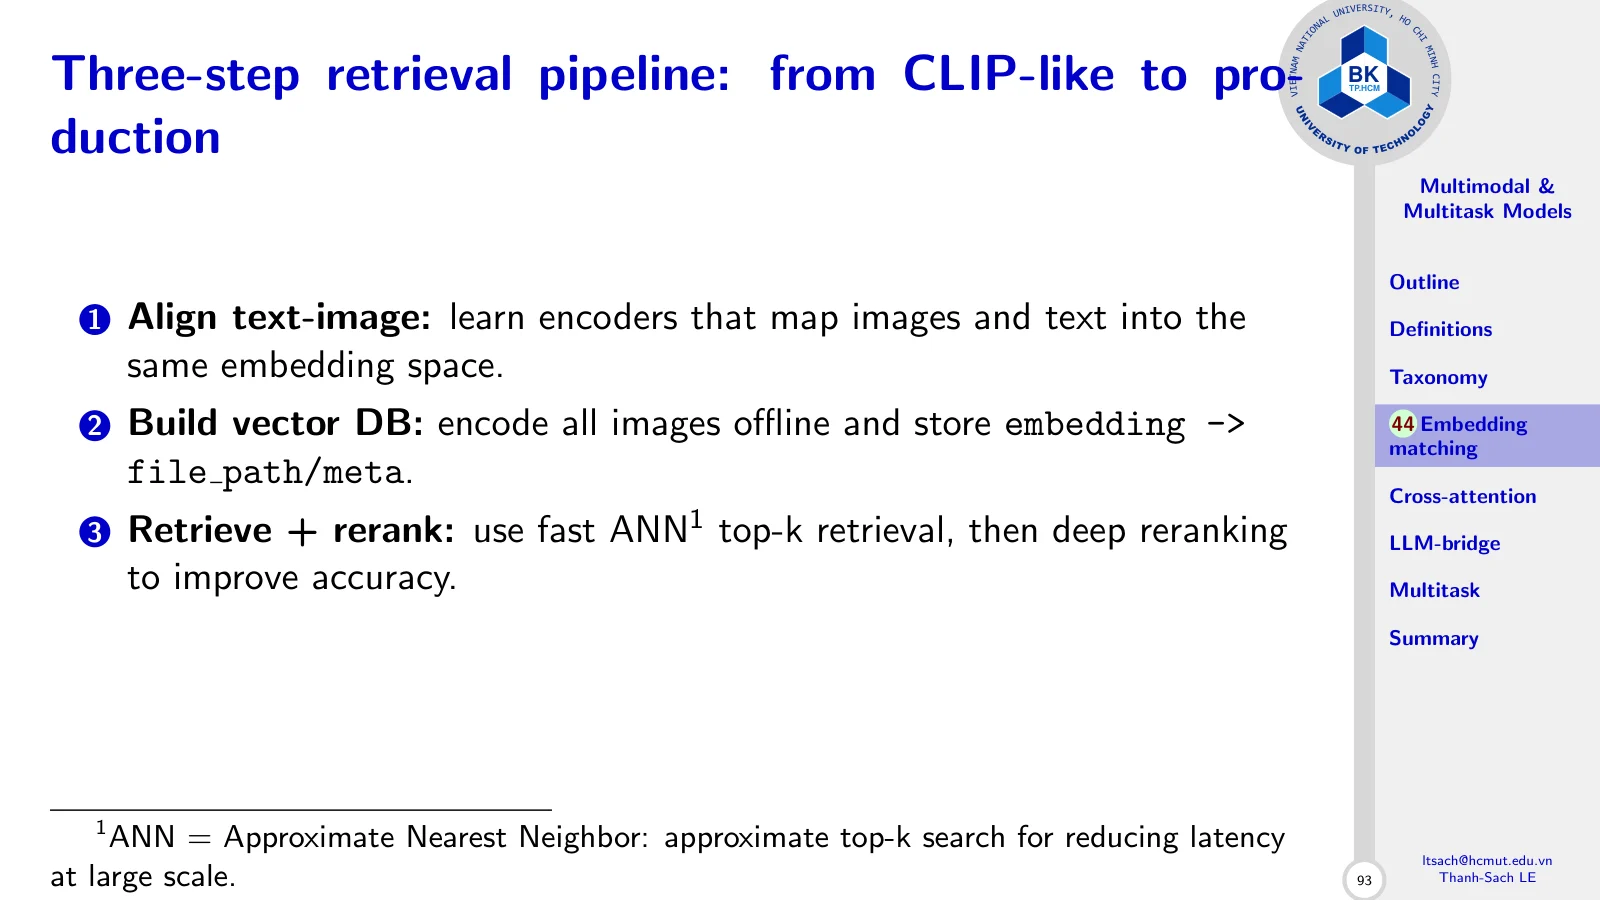 Three-step retrieval pipeline: from CLIP-like to pro-
duction
1 Align text-image: learn encoders that map images and text into the
same embedding space.
2 Build vector DB: encode all images offline and store embedding ->
file_path/meta.
3 Retrieve + rerank: use fast ANN1 top-k retrieval, then deep reranking
to improve accuracy.
1ANN = Approximate Nearest Neighbor: approximate top-k search for reducing latency
at large scale.
VIETNAM NATIONAL UNIVERSITY, HO CHI MINH CITY
BK
TP.HCM
UNIVERSITY OF TECHNOLOGY
Multimodal &
Multitask Models
Outline
Definitions
Taxonomy
44 Embedding
matching
Cross-attention
LLM-bridge
Multitask
Summary
ltsach@hcmut.edu.vn
Thanh-Sach LE
93